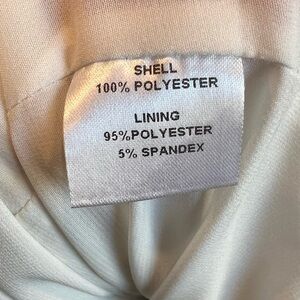 SHELL
100% POLYESTER
LINING
95%POLYESTER
5% SPANDEX